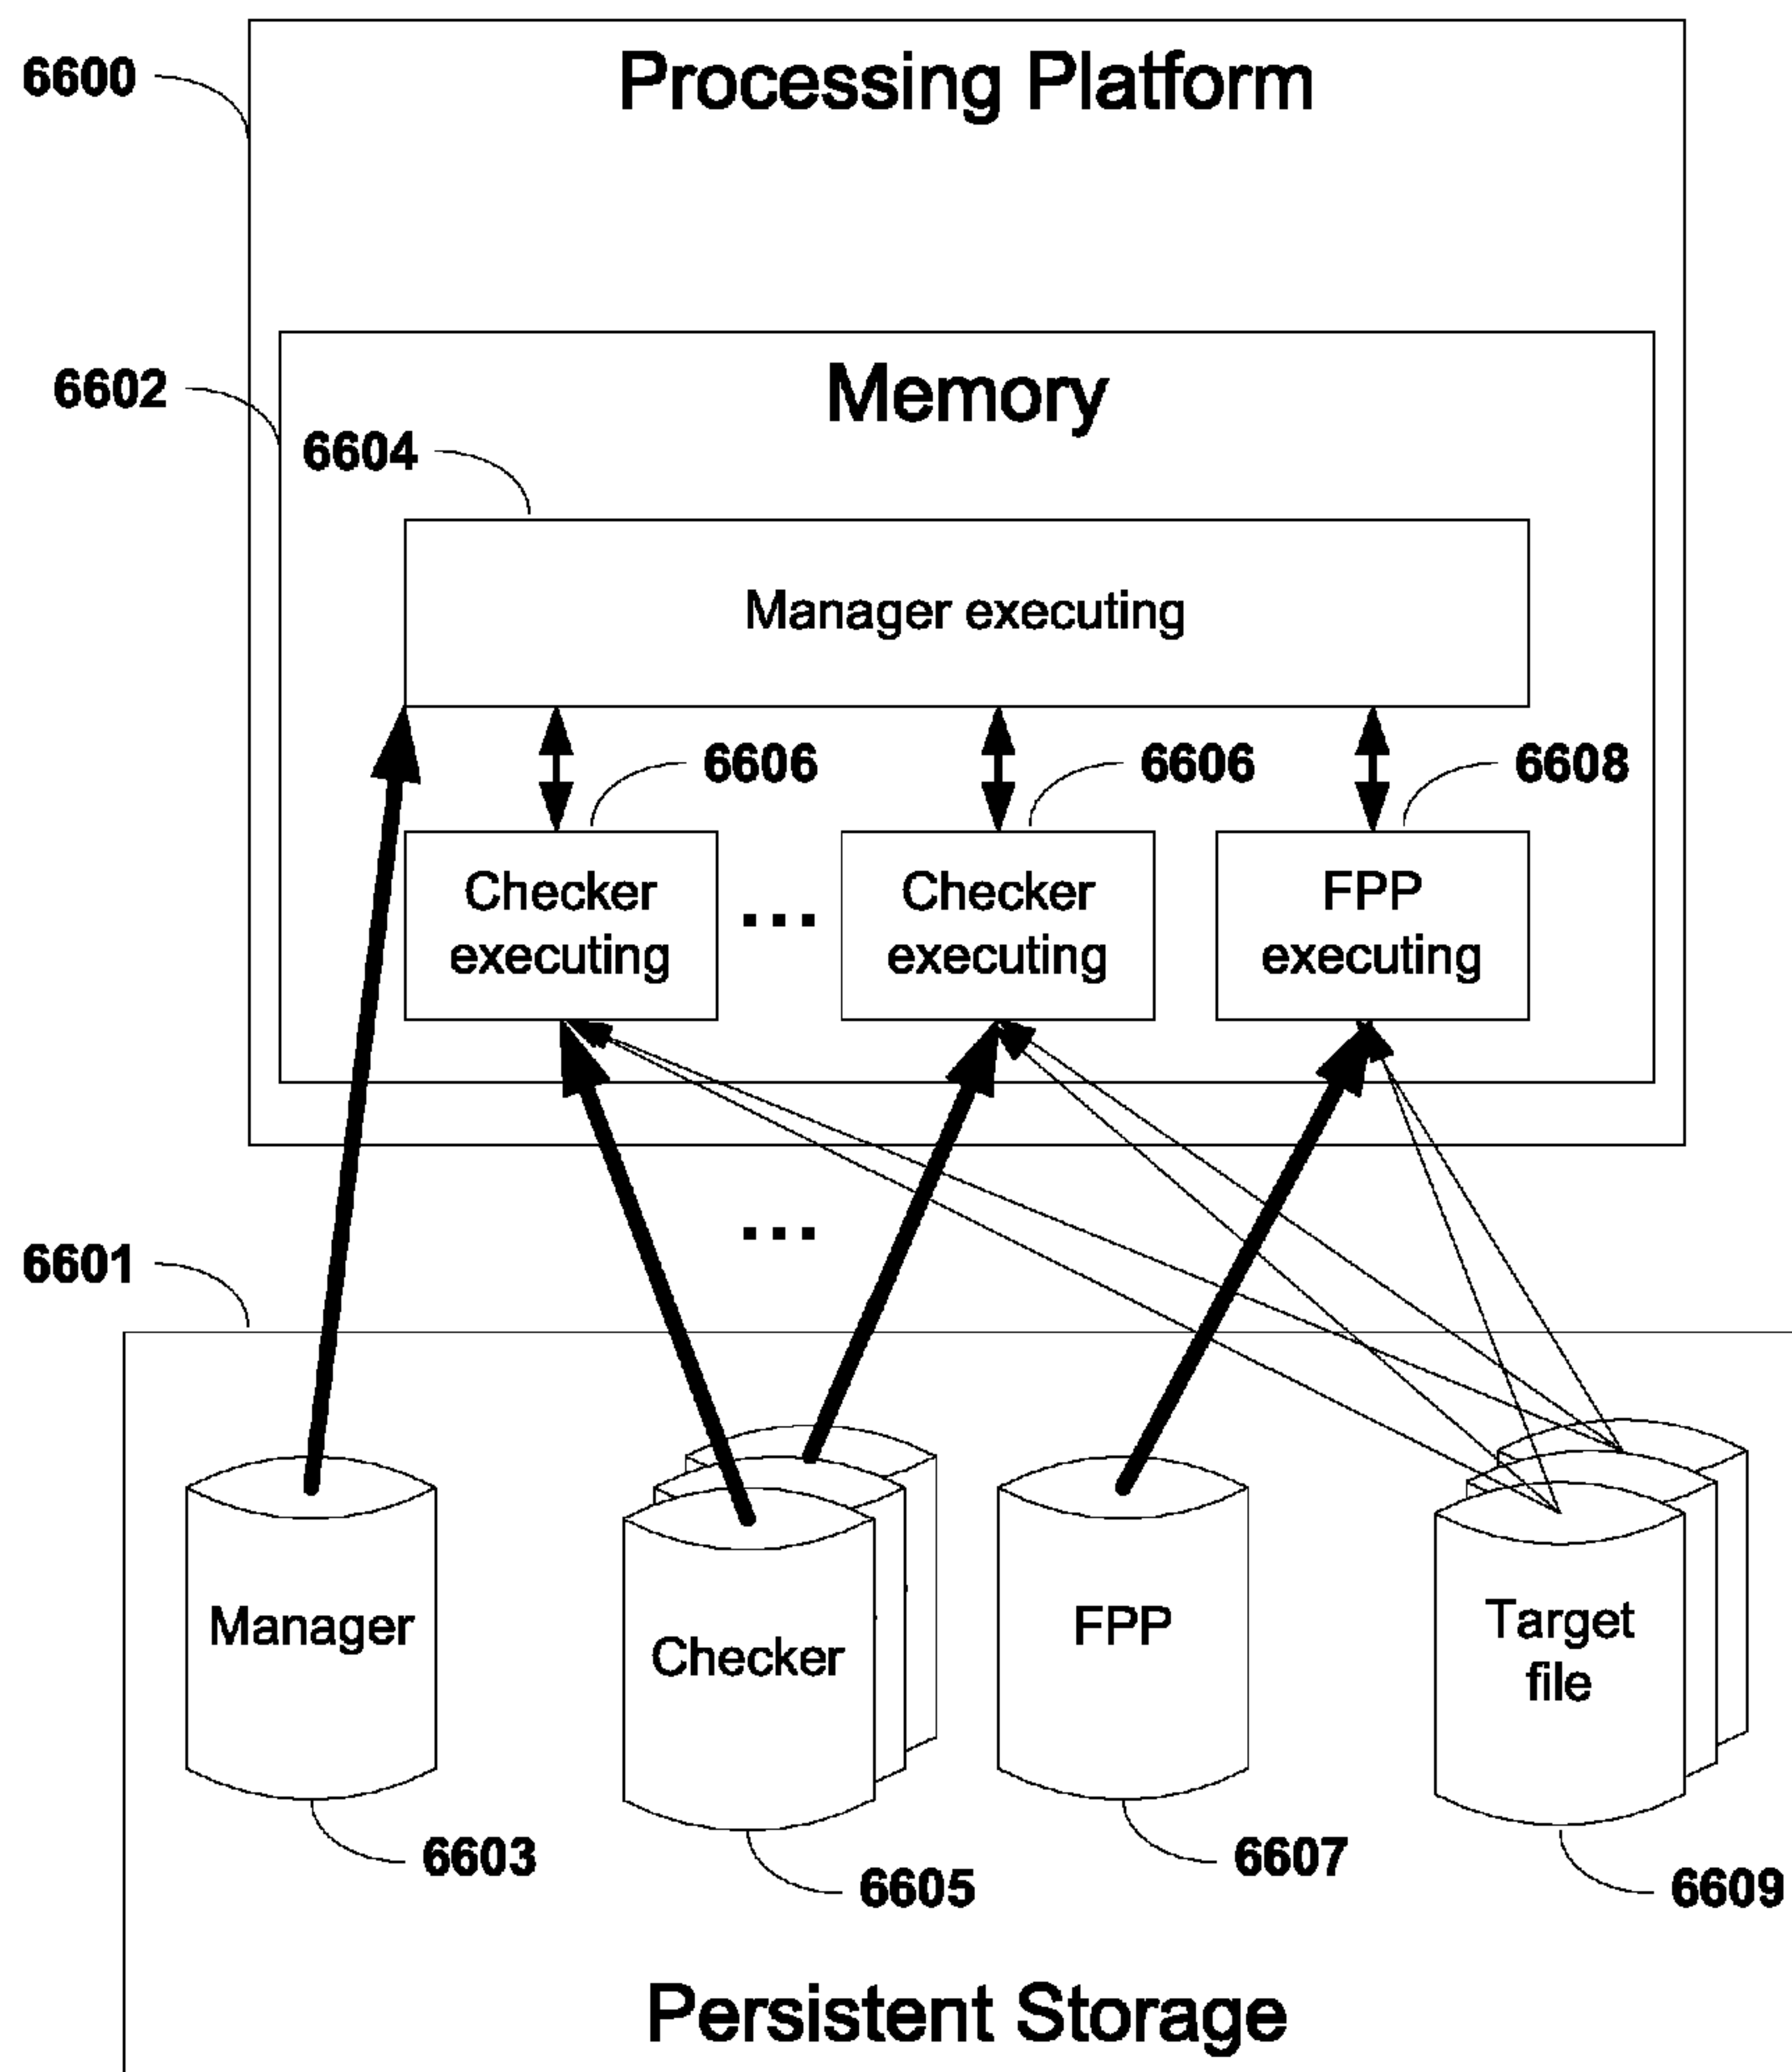 6600
Processing Platform
6602
Memory
6604
Manager executing
6606
6606
6608
Checker
executing
...
Checker
executing
FPP
executing
...
6601
Manager
Checker
FPP
Target
file
6603
6605
6607
6609
Persistent Storage